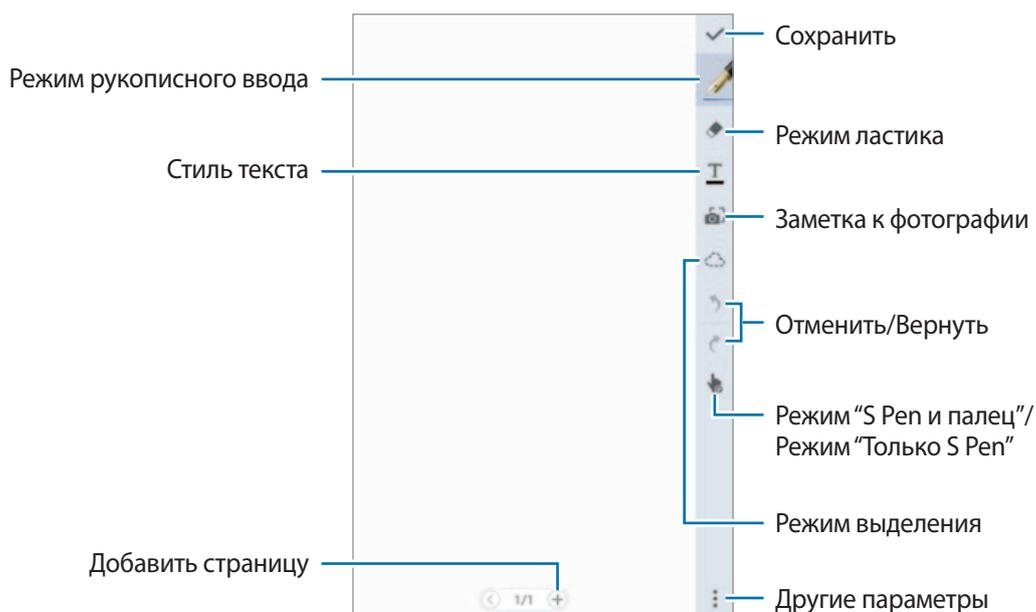 Сохранить
Режим рукописного ввода
Режим ластика
Стиль текста
T
Заметка к фотографии
Отменить/Вернуть
Режим “S Pen и палец”/
Режим “Только S Pen”
Режим выделения
Добавить страницу
1/1
Другие параметры